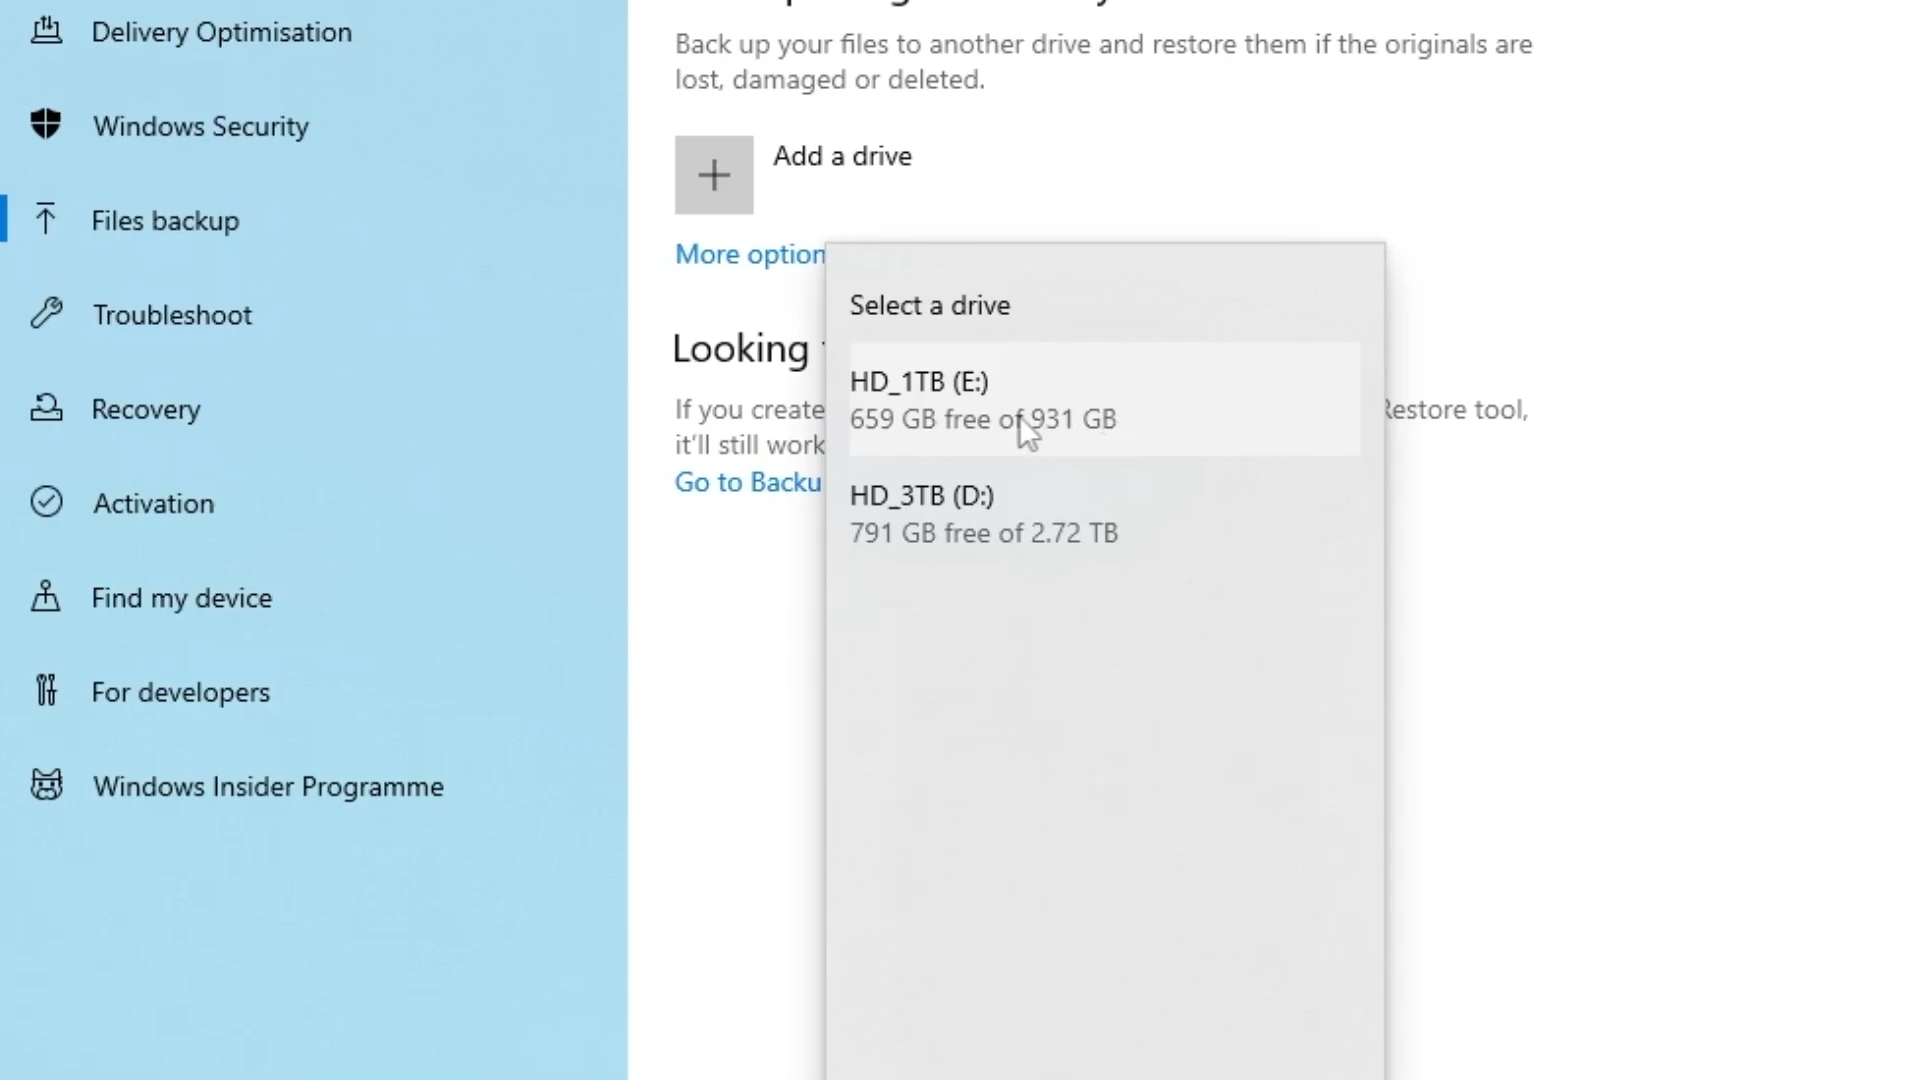 Delivery Optimisation
Windows Security
Files backup
Troubleshoot
Recovery
Activation
Find my device
For developers
Windows Insider Programme
Back up your files to another drive and restore them if the originals are
lost, damaged or deleted.
Add a drive
More option
Looking
If you create
Restore tool,
it'll still work
Go to Backu
Select a drive
HD_1TB (E:)
659 GB free of 931 GB
HD_3TB (D:)
791 GB free of 2.72 TB